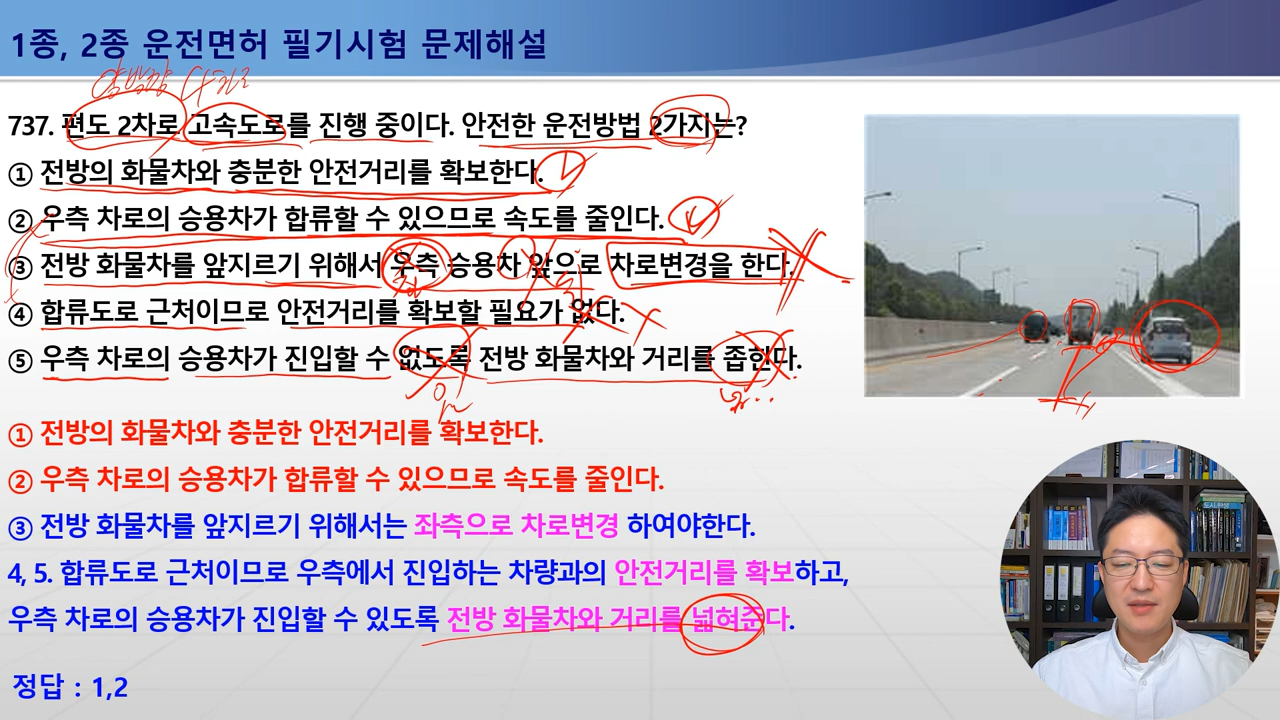 1종, 2종 운전면허 필기시험 문제해설
양방향 4차로
737. 편도 2차로 고속도로를 진행 중이다. 안전한 운전방법 2가지는?
① 전방의 화물차와 충분한 안전거리를 확보한다.
② 우측 차로의 승용차가 합류할 수 있으므로 속도를 줄인다.
③ 전방 화물차를 앞지르기 위해서 우측 승용차 앞으로 차로변경을 한다.
④ 합류도로 근처이므로 안전거리를 확보할 필요가 없다.
⑤ 우측 차로의 승용차가 진입할 수 없도록 전방 화물차와 거리를 좁힌다.
① 전방의 화물차와 충분한 안전거리를 확보한다.
② 우측 차로의 승용차가 합류할 수 있으므로 속도를 줄인다.
③ 전방 화물차를 앞지르기 위해서는 좌측으로 차로변경 하여야한다.
4, 5. 합류도로 근처이므로 우측에서 진입하는 차량과의 안전거리를 확보하고,
우측 차로의 승용차가 진입할 수 있도록 전방 화물차와 거리를 넓혀준다.
정답 : 1,2